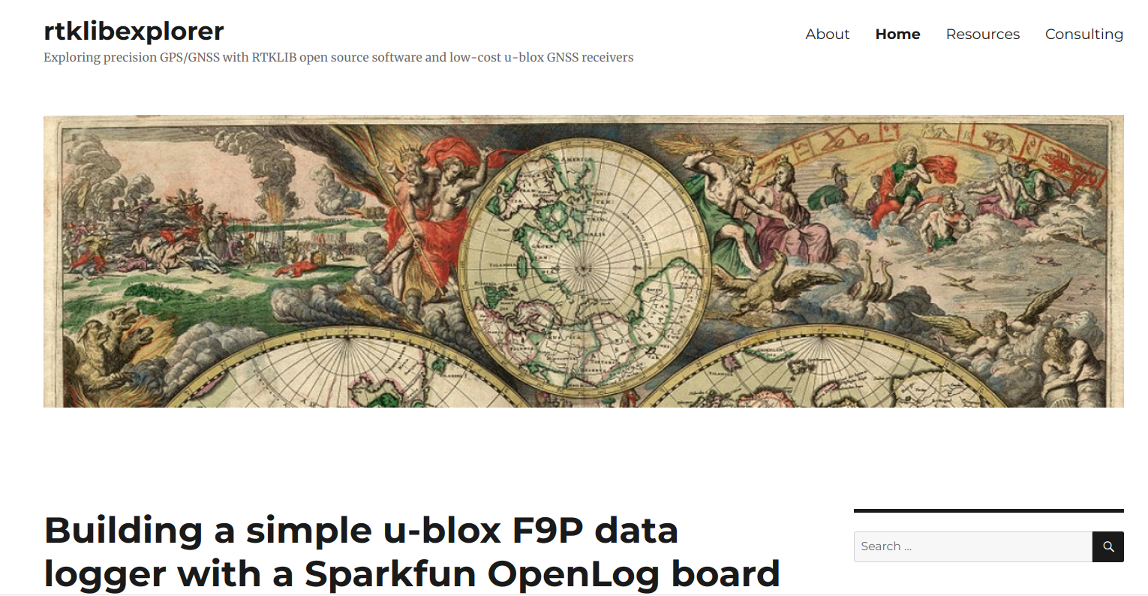 rtklibexplorer
Exploring precision GPS/GNSS with RTKLIB open source software and low-cost u-blox GNSS receivers
About Home Resources Consulting
AMERICA
Building a simple u-blox F9P data
logger with a Sparkfun OpenLog board
Search ...